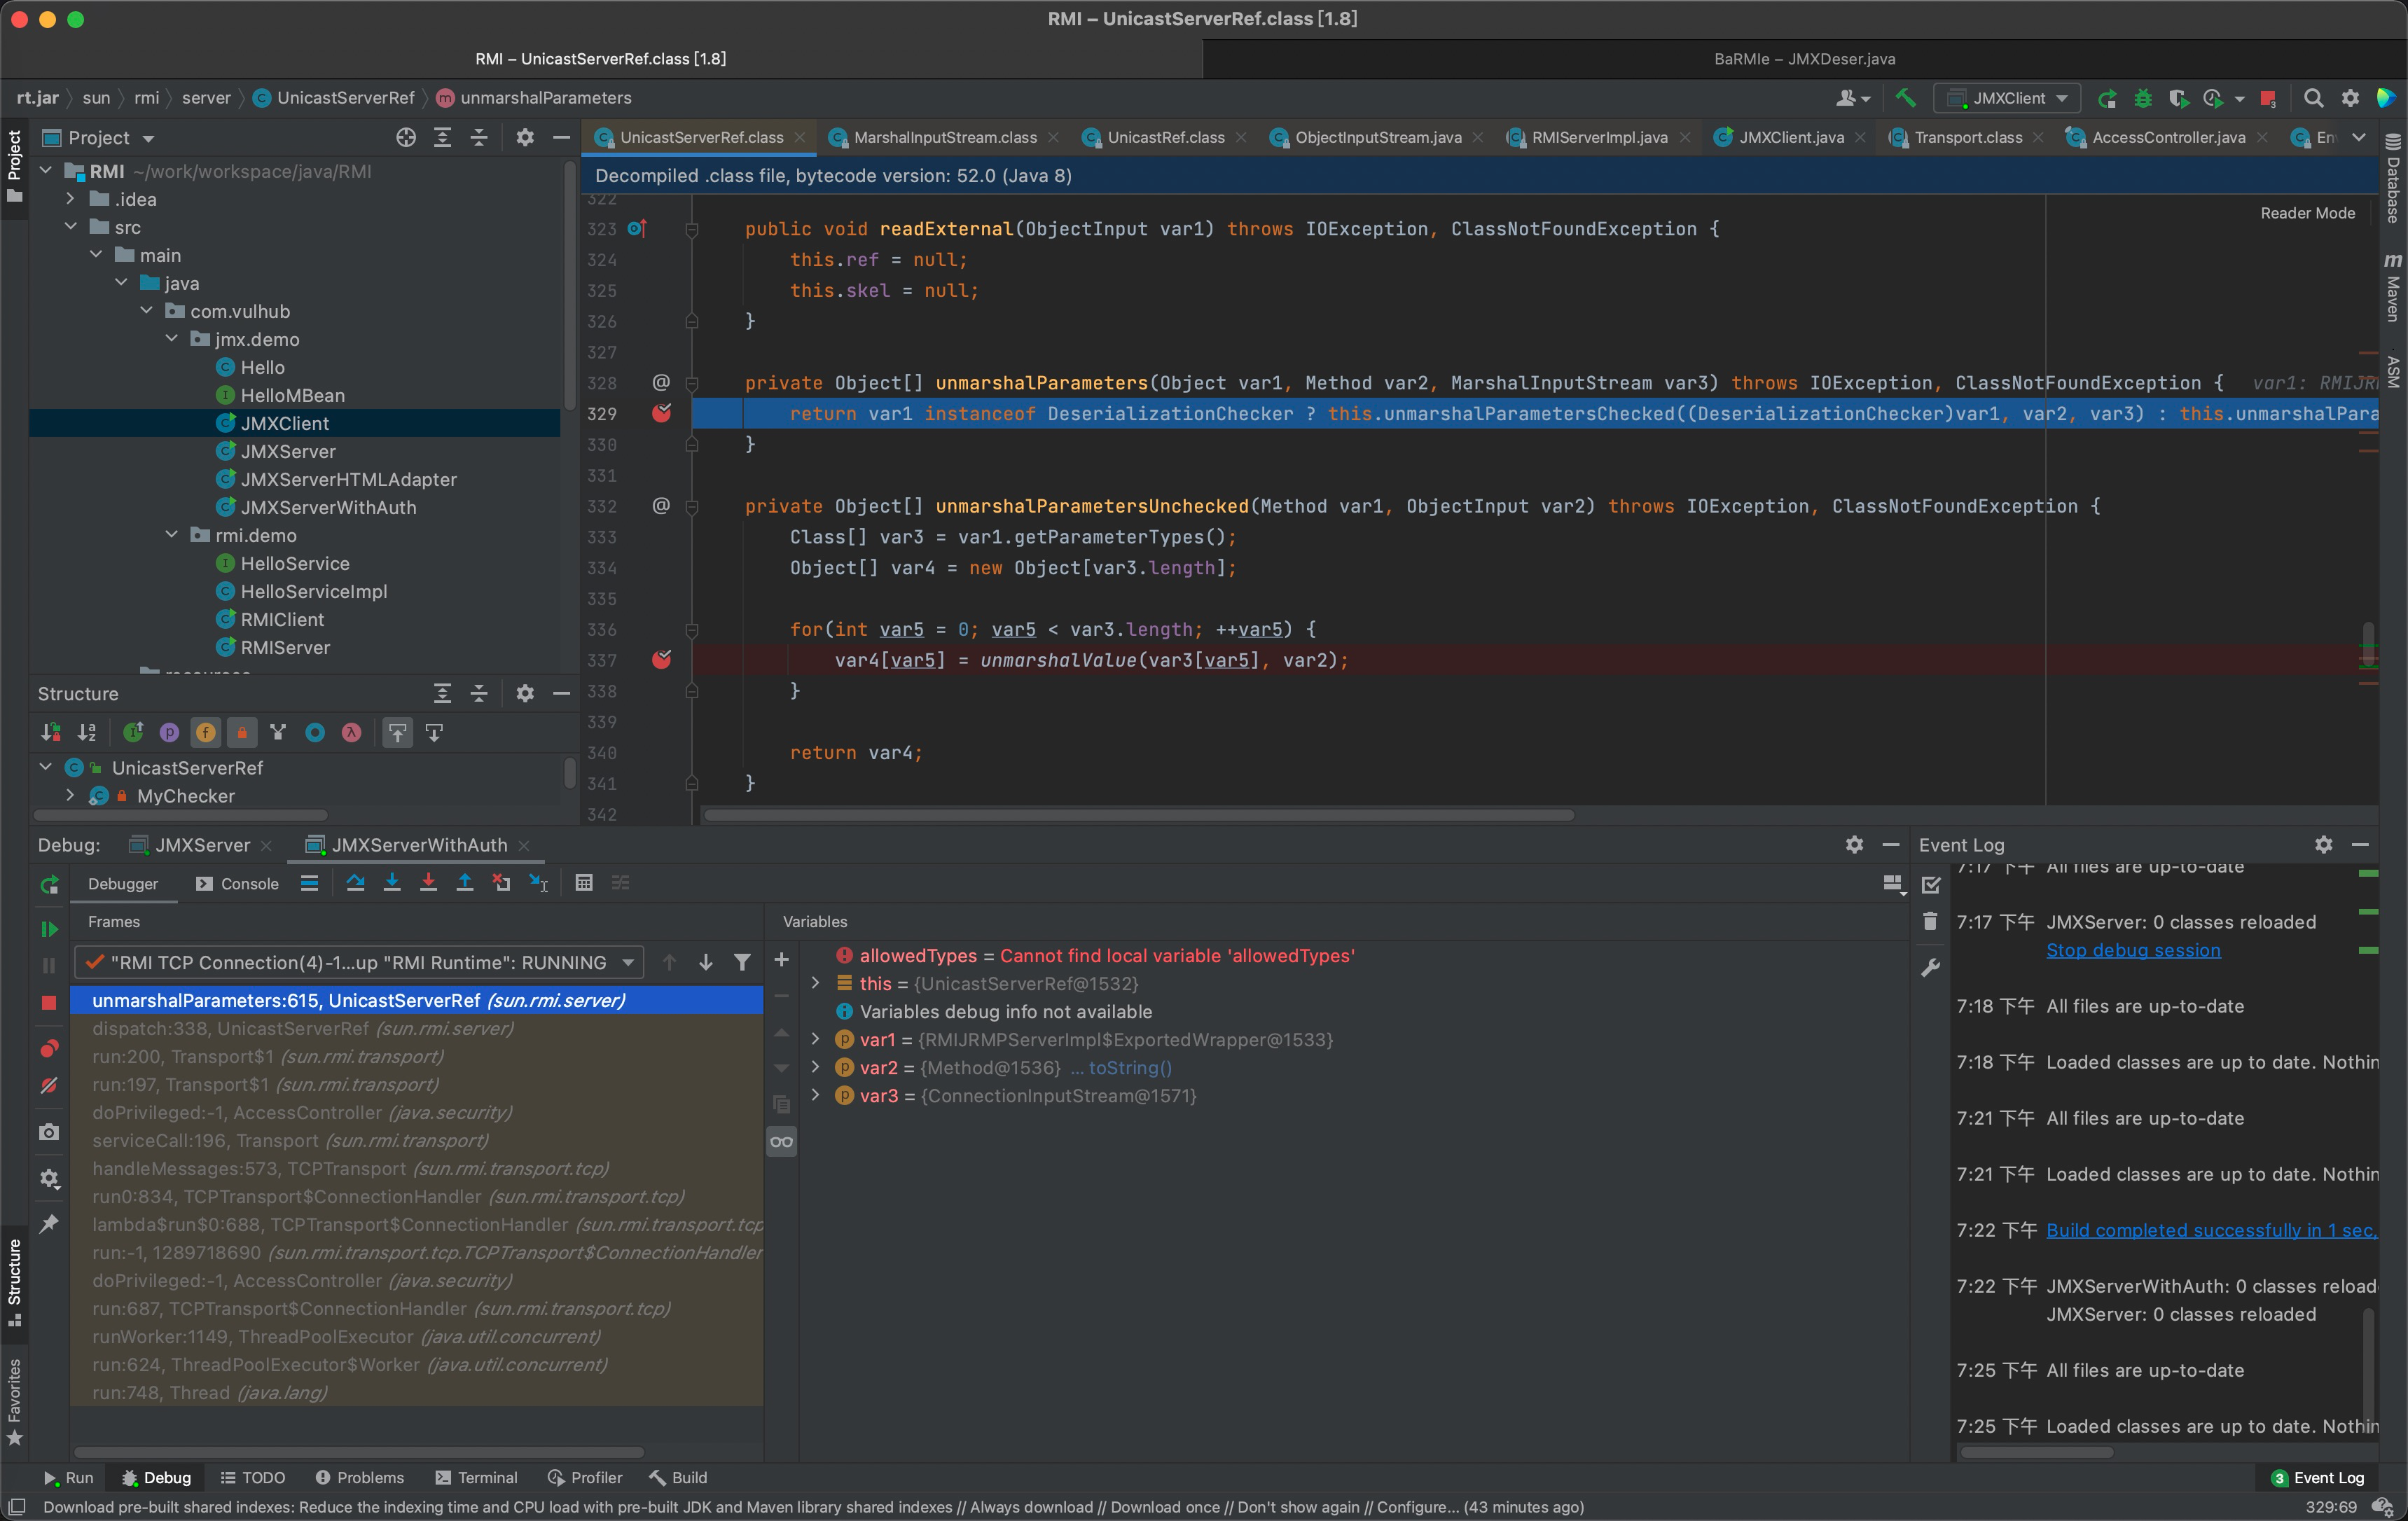 RMI – UnicastServerRef.class [1.8]
RMI – UnicastServerRef.class [1.8]
BaRMIe – JMXDeser.java
rt.jar
sun
rmi
server
UnicastServerRef
unmarshalParameters
JMXClient
Project
UnicastServerRef.class
MarshalInputStream.class
UnicastRef.class
ObjectInputStream.java
RMIServerImpl.java
JMXClient.java
Transport.class
AccessController.java
En
Project
Structure
Favorites
Database
Maven
ASM
RMI ~/work/workspace/java/RMI
.idea
src
main
java
com.vulhub
jmx.demo
Hello
HelloMBean
JMXClient
JMXServer
JMXServerHTMLAdapter
JMXServerWithAuth
rmi.demo
HelloService
HelloServiceImpl
RMIClient
RMIServer
Structure
UnicastServerRef
MyChecker
Decompiled .class file, bytecode version: 52.0 (Java 8)
Reader Mode
322
323 public void readExternal(ObjectInput var1) throws IOException, ClassNotFoundException {
324 this.ref = null;
325 this.skel = null;
326 }
327
328 @ private Object[] unmarshalParameters(Object var1, Method var2, MarshalInputStream var3) throws IOException, ClassNotFoundException { var1: RMIJR
329 return var1 instanceof DeserializationChecker ? this.unmarshalParametersChecked((DeserializationChecker)var1, var2, var3) : this.unmarshalPara
330 }
331
332 @ private Object[] unmarshalParametersUnchecked(Method var1, ObjectInput var2) throws IOException, ClassNotFoundException {
333 Class[] var3 = var1.getParameterTypes();
334 Object[] var4 = new Object[var3.length];
335
336 for(int var5 = 0; var5 < var3.length; ++var5) {
337 var4[var5] = unmarshalValue(var3[var5], var2);
338 }
339
340 return var4;
341 }
342
Debug:
JMXServer
JMXServerWithAuth
Debugger
Console
Frames
"RMI TCP Connection(4)-1...up "RMI Runtime": RUNNING
unmarshalParameters:615, UnicastServerRef (sun.rmi.server)
dispatch:338, UnicastServerRef (sun.rmi.server)
run:200, Transport$1 (sun.rmi.transport)
run:197, Transport$1 (sun.rmi.transport)
doPrivileged:-1, AccessController (java.security)
serviceCall:196, Transport (sun.rmi.transport)
handleMessages:573, TCPTransport (sun.rmi.transport.tcp)
run0:834, TCPTransport$ConnectionHandler (sun.rmi.transport.tcp)
lambda$run$0:688, TCPTransport$ConnectionHandler (sun.rmi.transport.tcp
run:-1, 1289718690 (sun.rmi.transport.tcp.TCPTransport$ConnectionHandler
doPrivileged:-1, AccessController (java.security)
run:687, TCPTransport$ConnectionHandler (sun.rmi.transport.tcp)
runWorker:1149, ThreadPoolExecutor (java.util.concurrent)
run:624, ThreadPoolExecutor$Worker (java.util.concurrent)
run:748, Thread (java.lang)
Variables
allowedTypes = Cannot find local variable 'allowedTypes'
this = {UnicastServerRef@1532}
Variables debug info not available
var1 = {RMIJRMPServerImpl$ExportedWrapper@1533}
var2 = {Method@1536} ... toString()
var3 = {ConnectionInputStream@1571}
Event Log
7:17 下午 All files are up-to-date
7:17 下午 JMXServer: 0 classes reloaded
Stop debug session
7:18 下午 All files are up-to-date
7:18 下午 Loaded classes are up to date. Nothin
7:21 下午 All files are up-to-date
7:21 下午 Loaded classes are up to date. Nothin
7:22 下午 Build completed successfully in 1 sec,
7:22 下午 JMXServerWithAuth: 0 classes reload
JMXServer: 0 classes reloaded
7:25 下午 All files are up-to-date
7:25 下午 Loaded classes are up to date. Nothin
Run
Debug
TODO
Problems
Terminal
Profiler
Build
3 Event Log
Download pre-built shared indexes: Reduce the indexing time and CPU load with pre-built JDK and Maven library shared indexes // Always download // Download once // Don't show again // Configure... (43 minutes ago)
329:69